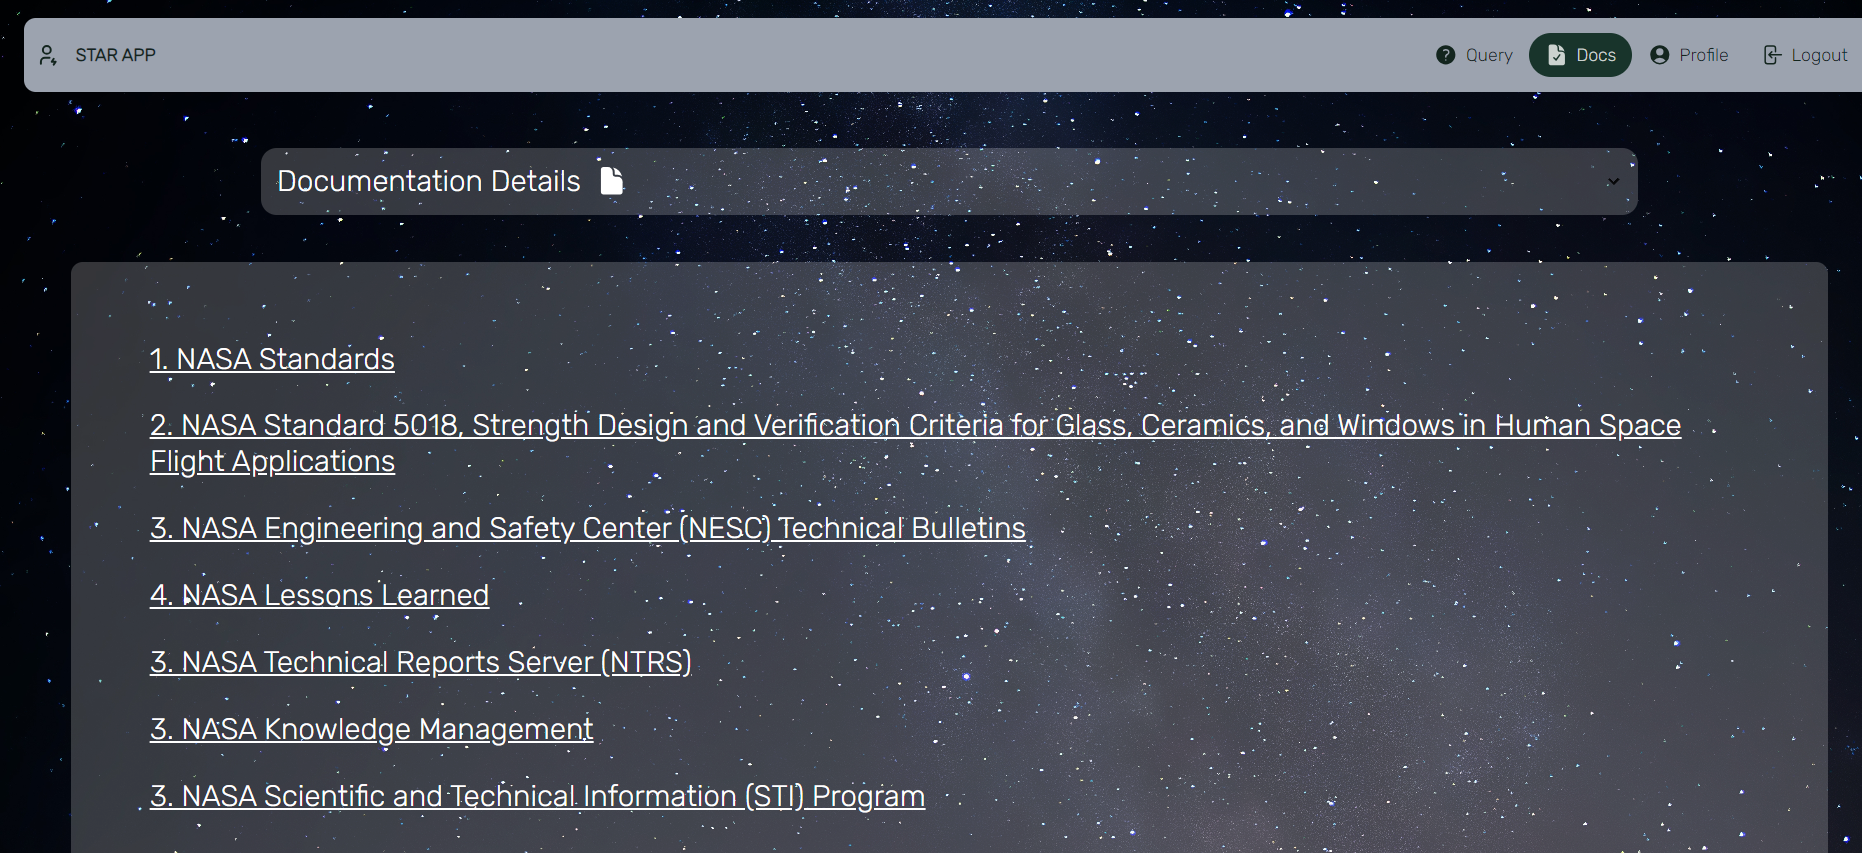 STAR APP
Query
Docs
Profile
Logout
Documentation Details
1. NASA Standards
2. NASA Standard 5018, Strength Design and Verification Criteria for Glass, Ceramics, and Windows in Human Space
Flight Applications
3. NASA Engineering and Safety Center (NESC) Technical Bulletins
4. NASA Lessons Learned
3. NASA Technical Reports Server (NTRS)
3. NASA Knowledge Management
3. NASA Scientific and Technical Information (STI) Program